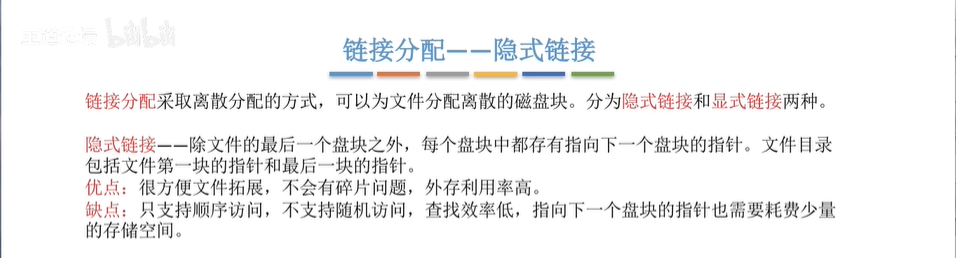 bilibili
链接分配——隐式链接
链接分配采取离散分配的方式，可以为文件分配离散的磁盘块。分为隐式链接和显式链接两种。
隐式链接——除文件的最后一个盘块之外，每个盘块中都存有指向下一个盘块的指针。文件目录
包括文件第一块的指针和最后一块的指针。
优点：很方便文件拓展，不会有碎片问题，外存利用率高。
缺点：只支持顺序访问，不支持随机访问，查找效率低，指向下一个盘块的指针也需要耗费少量
的存储空间。